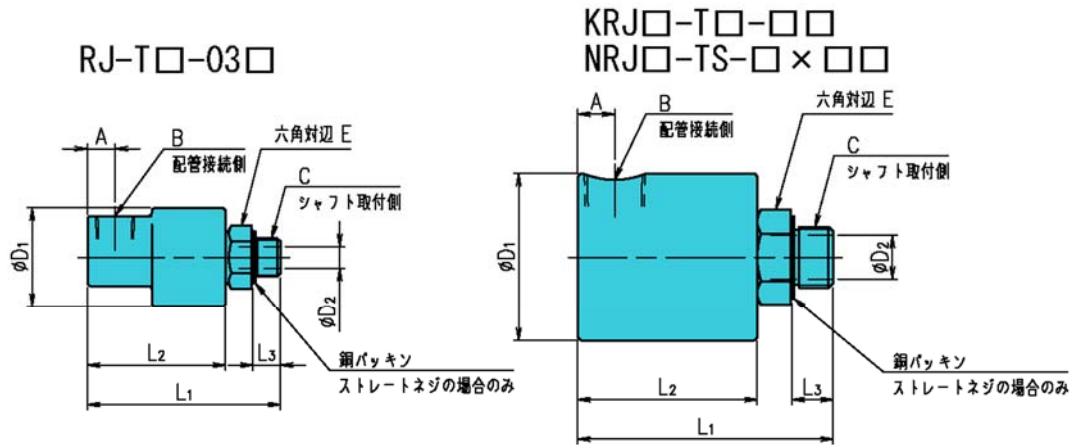 RJ-T□-03□
A
B
配管接続側
六角対辺 E
C
シャフト取付側
øD1
øD2
L2
L3
L1
銅パッキン
ストレートネジの場合のみ
KRJ□-T□-□□
NRJ□-TS-□×□□
A
B
配管接続側
六角対辺 E
C
シャフト取付側
øD1
øD2
L2
L3
L1
銅パッキン
ストレートネジの場合のみ